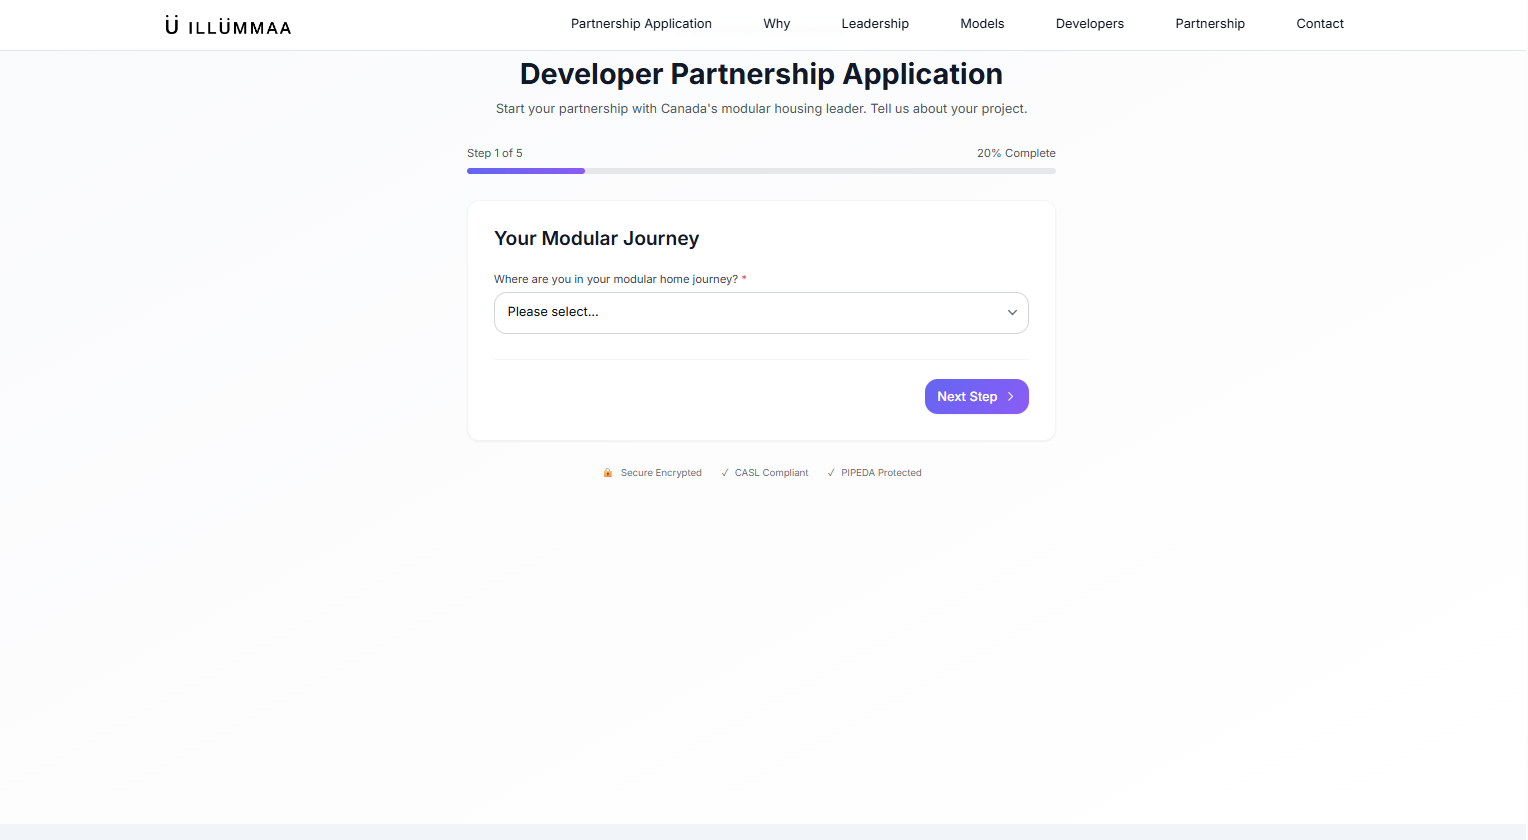 Ü ILLÜMMAA
Partnership Application Why Leadership Models Developers Partnership Contact
Developer Partnership Application
Start your partnership with Canada's modular housing leader. Tell us about your project.
Step 1 of 5 20% Complete
Your Modular Journey
Where are you in your modular home journey? *
Please select...
Next Step
🔒 Secure Encrypted ✓ CASL Compliant ✓ PIPEDA Protected